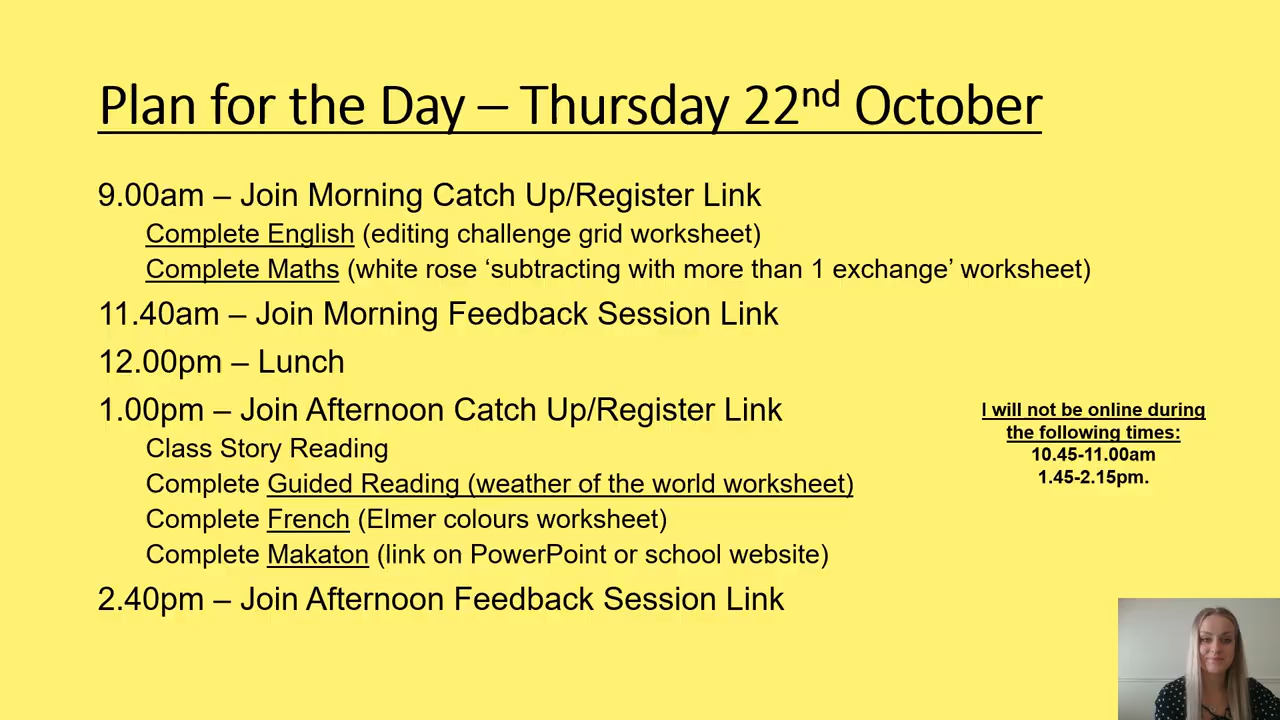 Plan for the Day – Thursday 22nd October
9.00am – Join Morning Catch Up/Register Link
Complete English (editing challenge grid worksheet)
Complete Maths (white rose ‘subtracting with more than 1 exchange’ worksheet)
11.40am – Join Morning Feedback Session Link
12.00pm – Lunch
1.00pm – Join Afternoon Catch Up/Register Link
Class Story Reading
Complete Guided Reading (weather of the world worksheet)
Complete French (Elmer colours worksheet)
Complete Makaton (link on PowerPoint or school website)
2.40pm – Join Afternoon Feedback Session Link
I will not be online during
the following times:
10.45-11.00am
1.45-2.15pm.